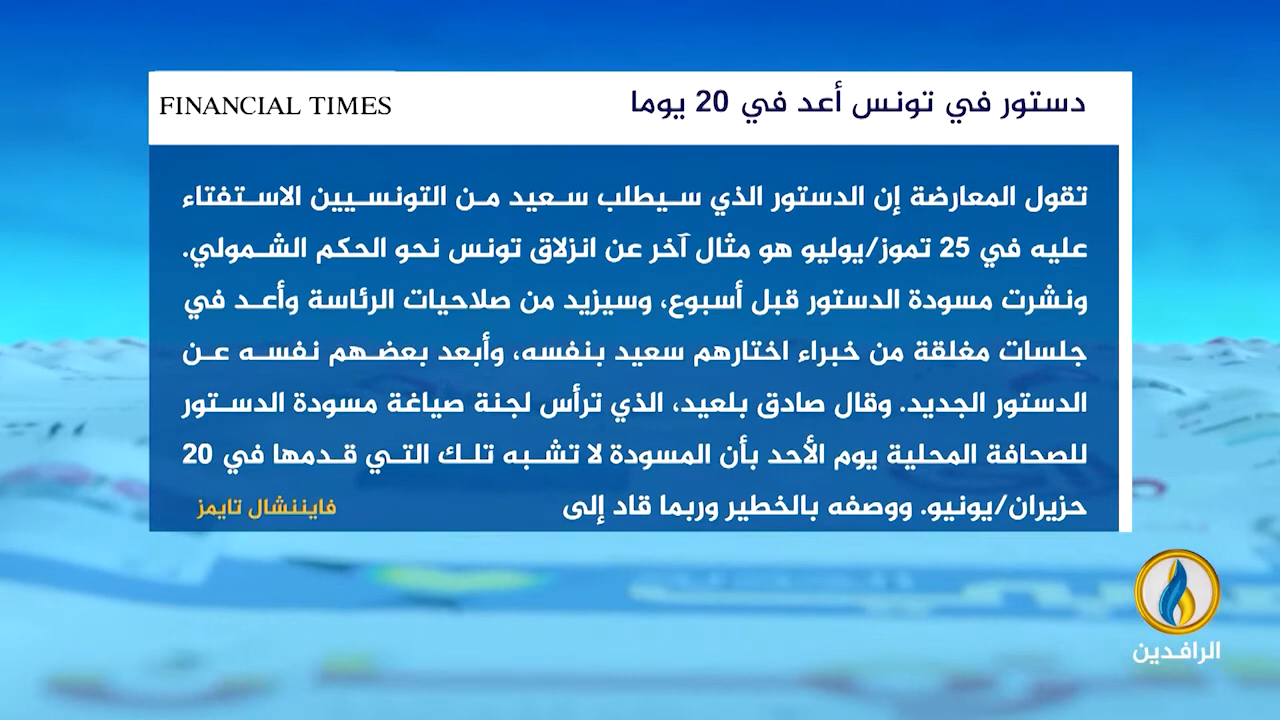 FINANCIAL TIMES
دستور في تونس أعد في 20 يوما
تقول المعارضة إن الدستور الذي سيطلب سعيد من التونسيين الاستفتاء
عليه في 25 تموز/يوليو هو مثال آخر عن انزلاق تونس نحو الحكم الشمولي.
ونشرت مسودة الدستور قبل أسبوع، وسيزيد من صلاحيات الرئاسة وأعد في
جلسات مغلقة من خبراء اختارهم سعيد بنفسه، وأبعد بعضهم نفسه عن
الدستور الجديد. وقال صادق بلعيد، الذي ترأس لجنة صياغة مسودة الدستور
للصحافة المحلية يوم الأحد بأن المسودة لا تشبه تلك التي قدمها في 20
حزيران/يونيو. ووصفه بالخطير وربما قاد إلى
فايننشال تايمز
الرافدين